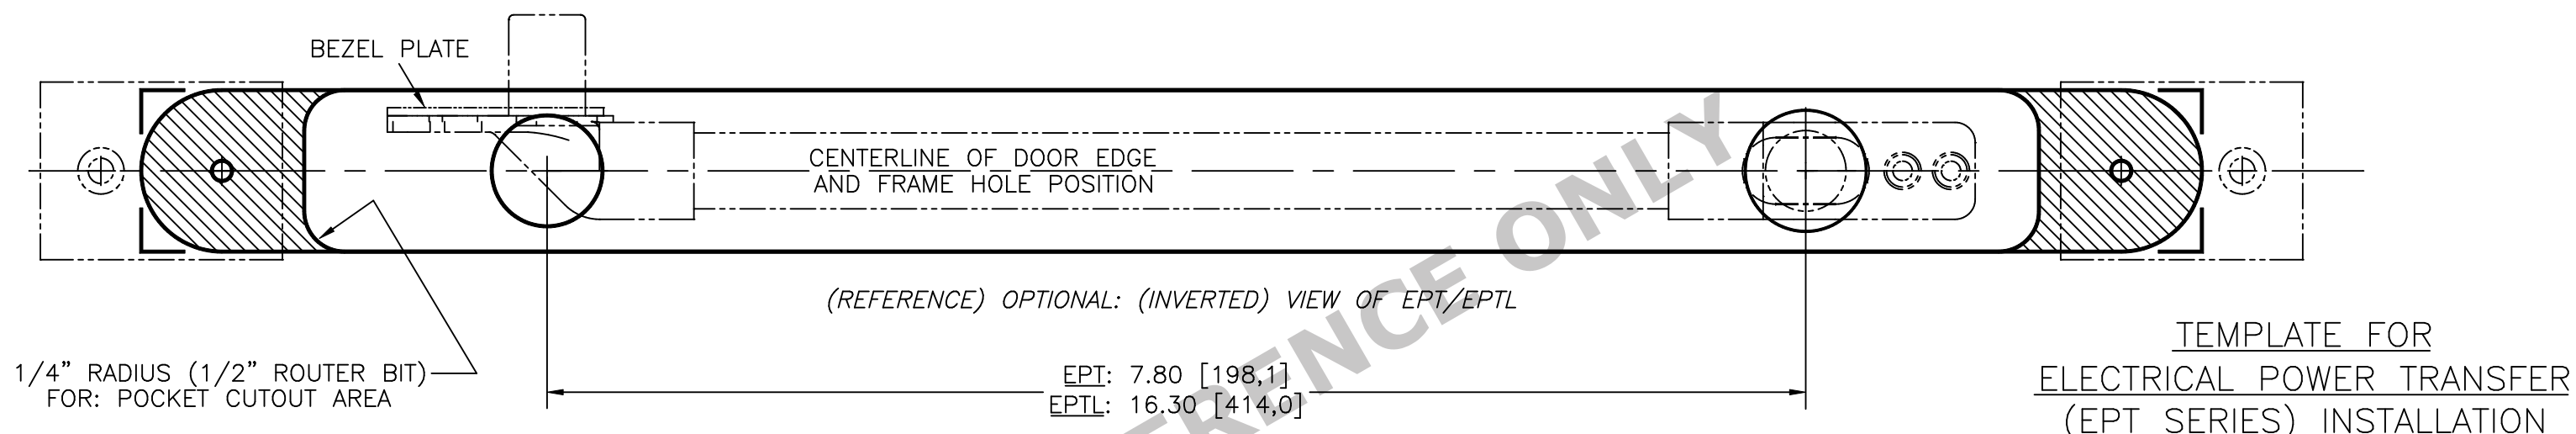 BEZEL PLATE
CENTERLINE OF DOOR EDGE
AND FRAME HOLE POSITION
(REFERENCE) OPTIONAL: (INVERTED) VIEW OF EPT/EPTL
1/4" RADIUS (1/2" ROUTER BIT)
FOR: POCKET CUTOUT AREA
EPT: 7.80 [198,1]
EPTL: 16.30 [414,0]
TEMPLATE FOR
ELECTRICAL POWER TRANSFER
(EPT SERIES) INSTALLATION
ERENCE ONLY